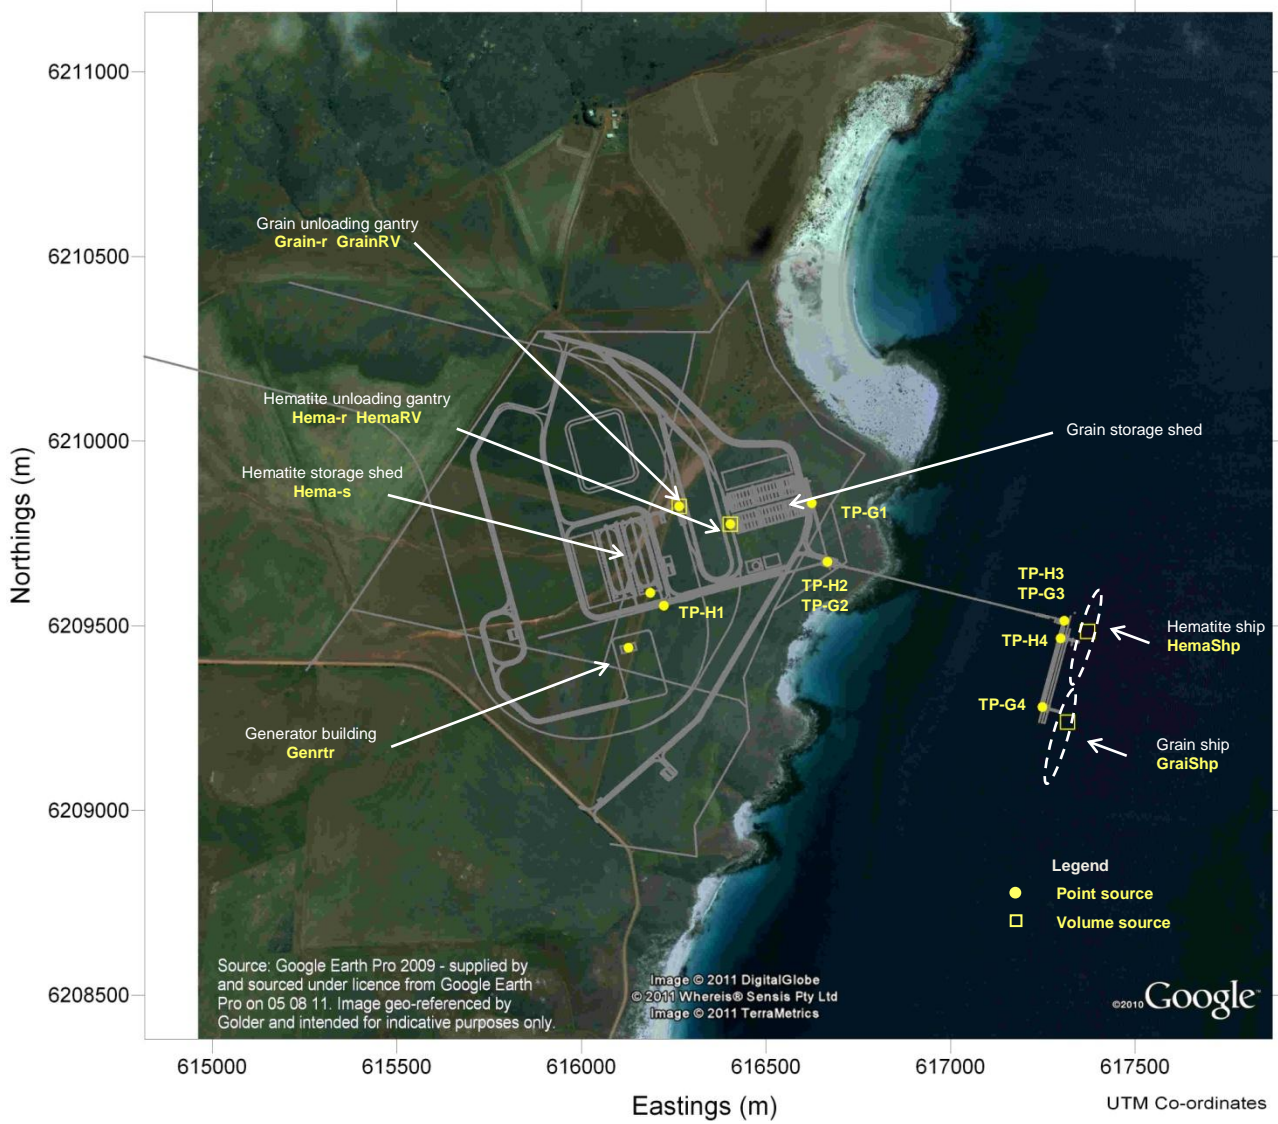 6211000
6210500
6210000
6209500
6209000
6208500
Northings (m)
Grain unloading gantry
Grain-r GrainRV
Hematite unloading gantry
Hema-r HemaRV
Hematite storage shed
Hema-s
Grain storage shed
TP-G1
TP-H2
TP-G2
TP-H1
TP-H3
TP-G3
TP-H4
TP-G4
Hematite ship
HemaShp
Grain ship
GraiShp
Generator building
Genrtr
Legend
Point source
Volume source
Source: Google Earth Pro 2009 - supplied by
and sourced under licence from Google Earth
Pro on 05 08 11. Image geo-referenced by
Golder and intended for indicative purposes only.
Image © 2011 DigitalGlobe
© 2011 Whereis® Sensis Pty Ltd
Image © 2011 TerraMetrics
©2010 Google™
615000
615500
616000
616500
617000
617500
Eastings (m)
UTM Co-ordinates